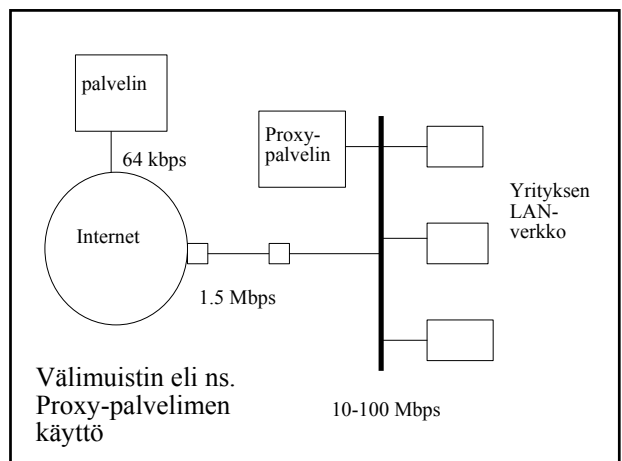 palvelin
64 kbps
Proxy-
palvelin
Internet
Yrityksen
LAN-
verkko
1.5 Mbps
Välimuistin eli ns.
Proxy-palvelimen
käyttö
10-100 Mbps